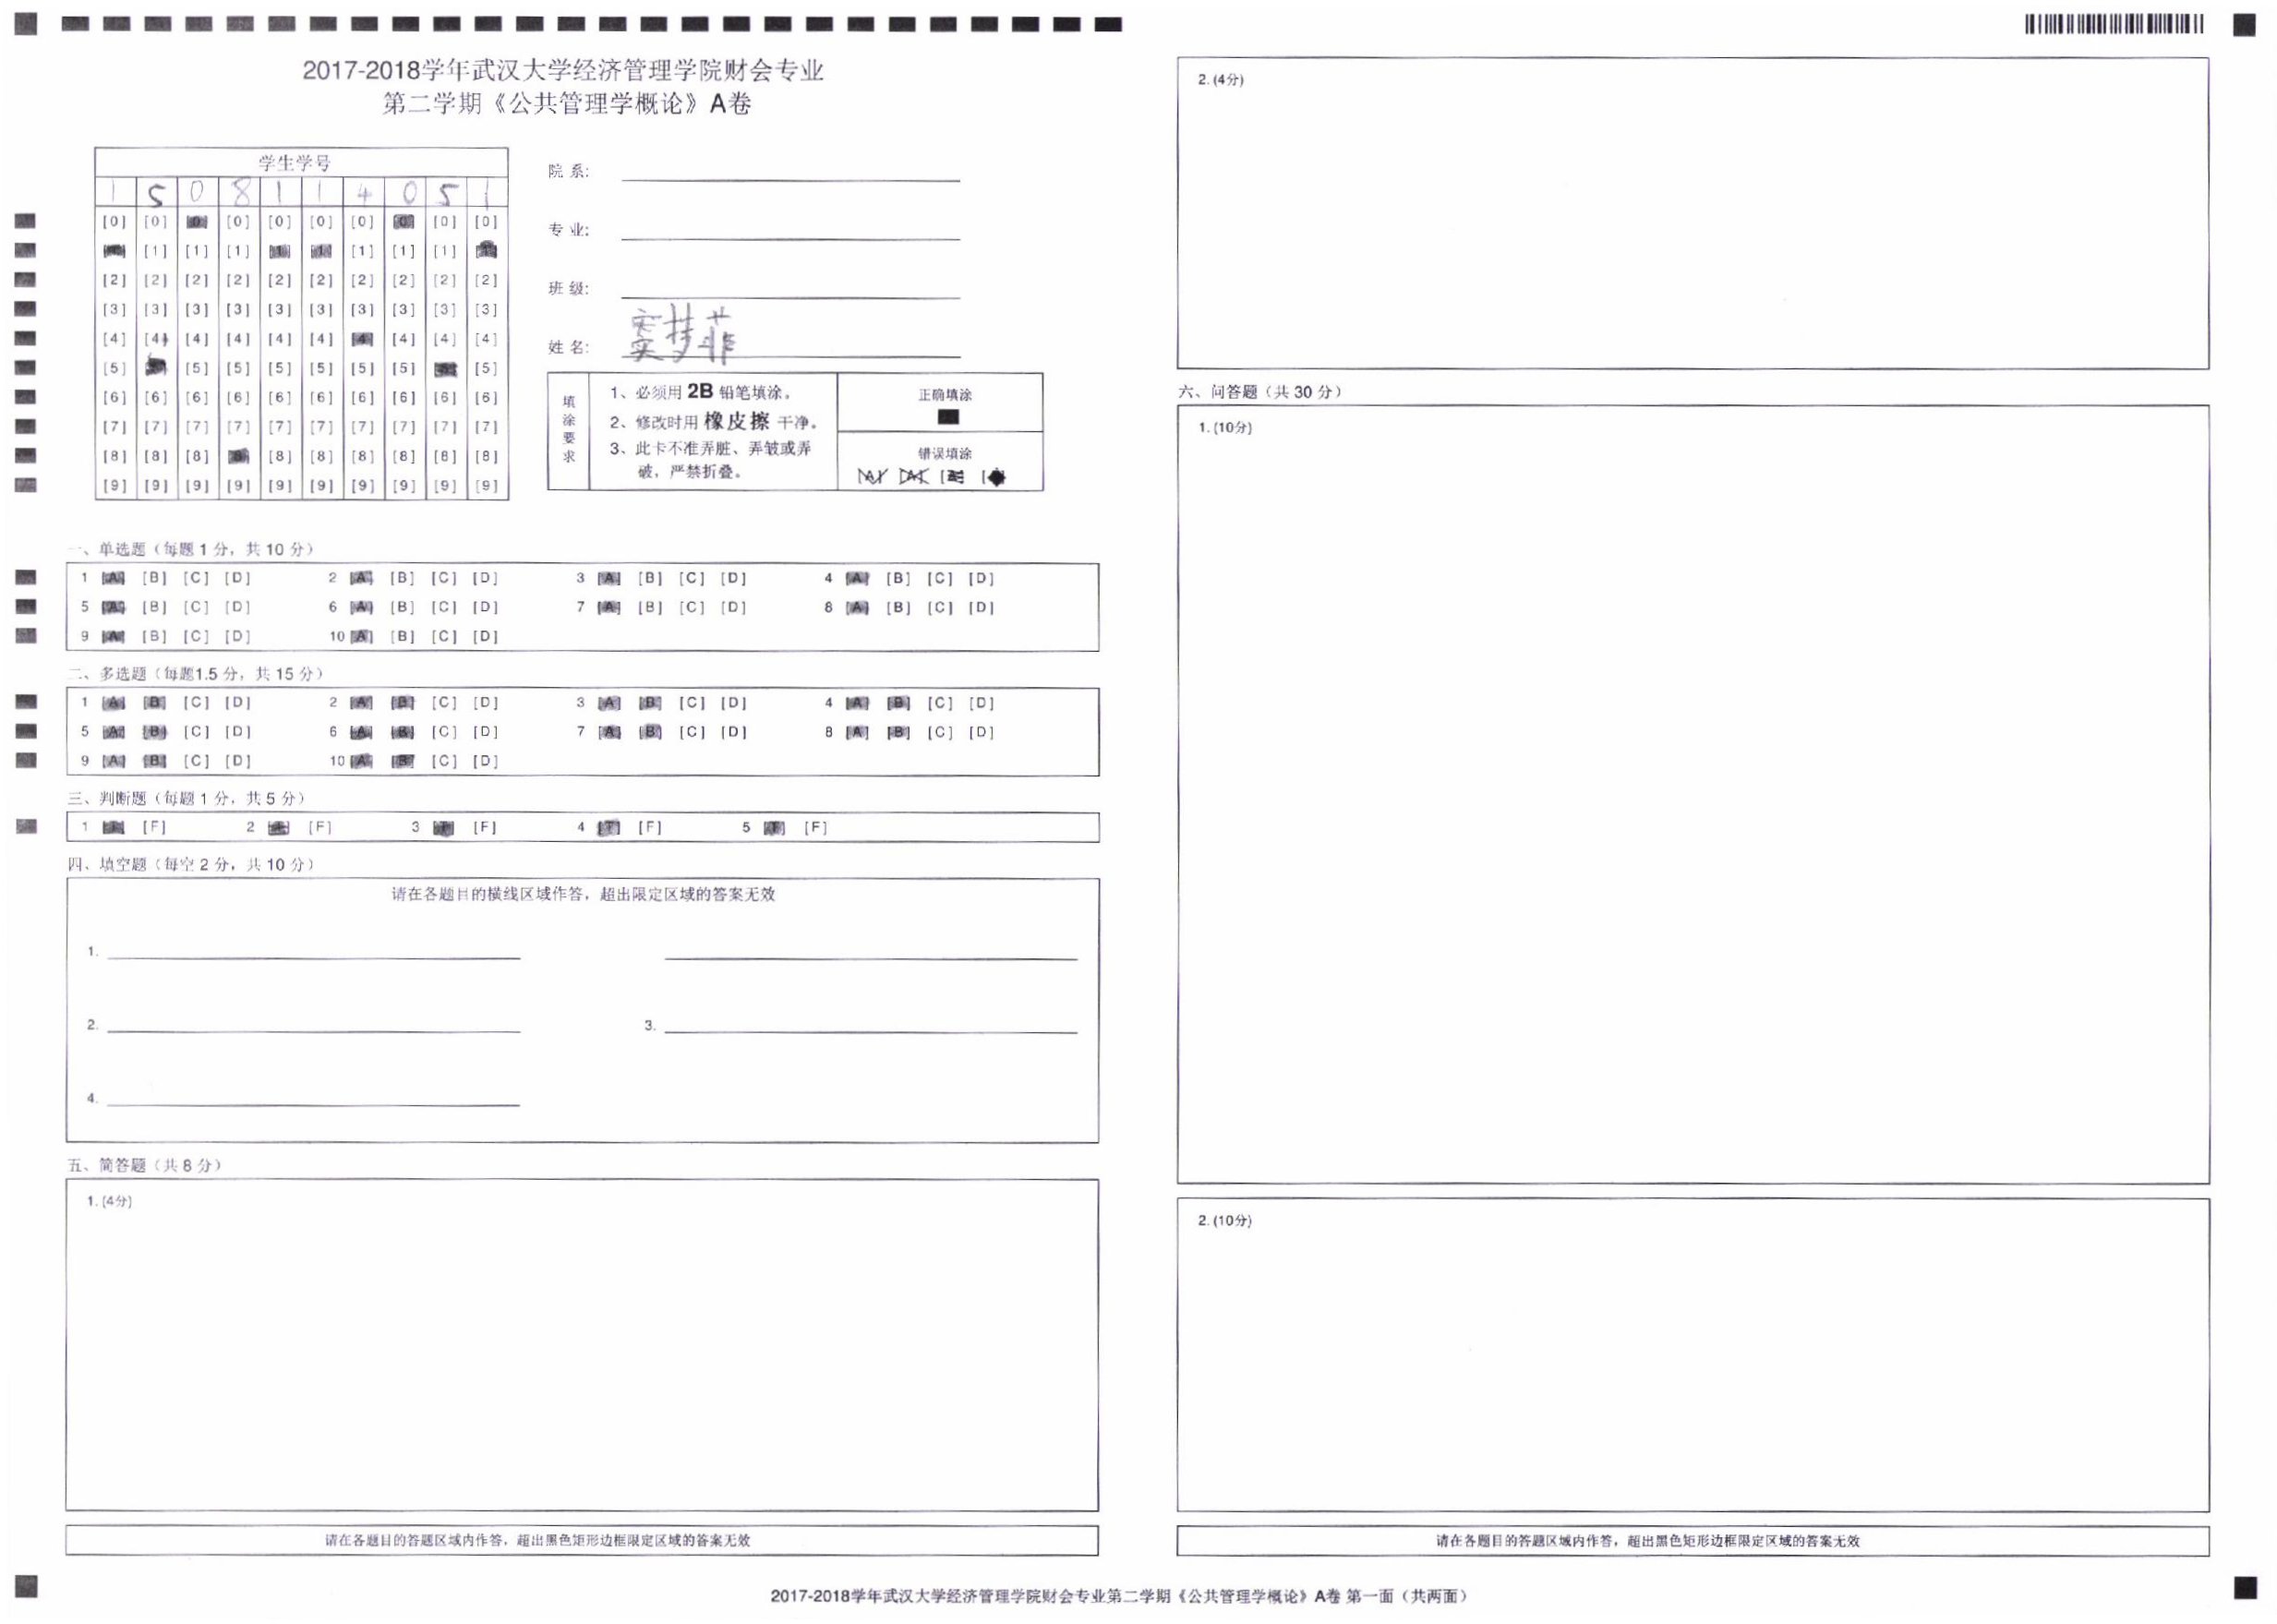 2017-2018学年武汉大学经济管理学院财会专业
第二学期《公共管理学概论》A卷
学生学号
1 5 0 8 1 1 4 0 5 1
[0] [0] [0] [0] [0] [0] [0] [0] [0] [0]
[1] [1] [1] [1] [1] [1] [1] [1] [1] [1]
[2] [2] [2] [2] [2] [2] [2] [2] [2] [2]
[3] [3] [3] [3] [3] [3] [3] [3] [3] [3]
[4] [4] [4] [4] [4] [4] [4] [4] [4] [4]
[5] [5] [5] [5] [5] [5] [5] [5] [5] [5]
[6] [6] [6] [6] [6] [6] [6] [6] [6] [6]
[7] [7] [7] [7] [7] [7] [7] [7] [7] [7]
[8] [8] [8] [8] [8] [8] [8] [8] [8] [8]
[9] [9] [9] [9] [9] [9] [9] [9] [9] [9]
院 系:
专 业:
班 级:
姓 名: 窦梦菲
填涂要求
1、必须用 2B 铅笔填涂。
2、修改时用 橡皮擦 干净。
3、此卡不准弄脏、弄皱或弄
破，严禁折叠。
正确填涂
错误填涂
一、单选题（每题 1 分，共 10 分）
1 [A] [B] [C] [D] 2 [A] [B] [C] [D] 3 [A] [B] [C] [D] 4 [A] [B] [C] [D]
5 [A] [B] [C] [D] 6 [A] [B] [C] [D] 7 [A] [B] [C] [D] 8 [A] [B] [C] [D]
9 [A] [B] [C] [D] 10 [A] [B] [C] [D]
二、多选题（每题1.5 分，共 15 分）
1 [A] [B] [C] [D] 2 [A] [B] [C] [D] 3 [A] [B] [C] [D] 4 [A] [B] [C] [D]
5 [A] [B] [C] [D] 6 [A] [B] [C] [D] 7 [A] [B] [C] [D] 8 [A] [B] [C] [D]
9 [A] [B] [C] [D] 10 [A] [B] [C] [D]
三、判断题（每题 1 分，共 5 分）
1 [T] [F] 2 [T] [F] 3 [T] [F] 4 [T] [F] 5 [T] [F]
四、填空题（每空 2 分，共 10 分）
请在各题目的横线区域作答，超出限定区域的答案无效
1.
2. 3.
4.
五、简答题（共 8 分）
1. (4分)
请在各题目的答题区域内作答，超出黑色矩形边框限定区域的答案无效
2. (4分)
六、问答题（共 30 分）
1. (10分)
2. (10分)
请在各题目的答题区域内作答，超出黑色矩形边框限定区域的答案无效
2017-2018学年武汉大学经济管理学院财会专业第二学期《公共管理学概论》A卷 第一面（共两面）